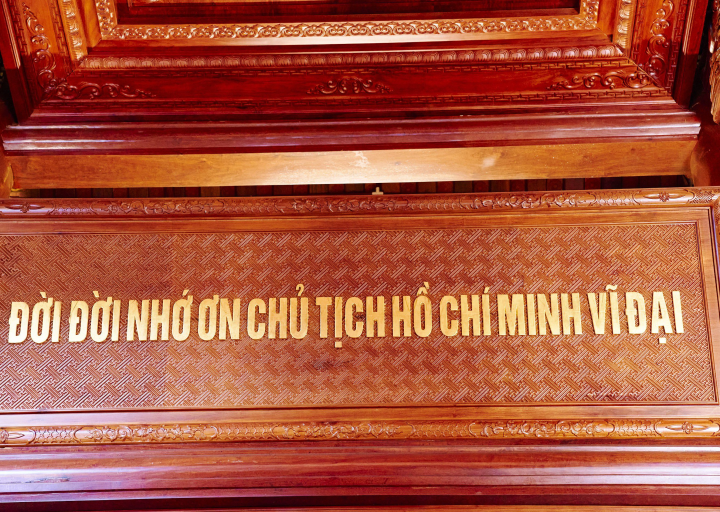 ĐỜI ĐỜI NHỚ ƠN CHỦ TỊCH HỒ CHÍ MINH VĨ ĐẠI